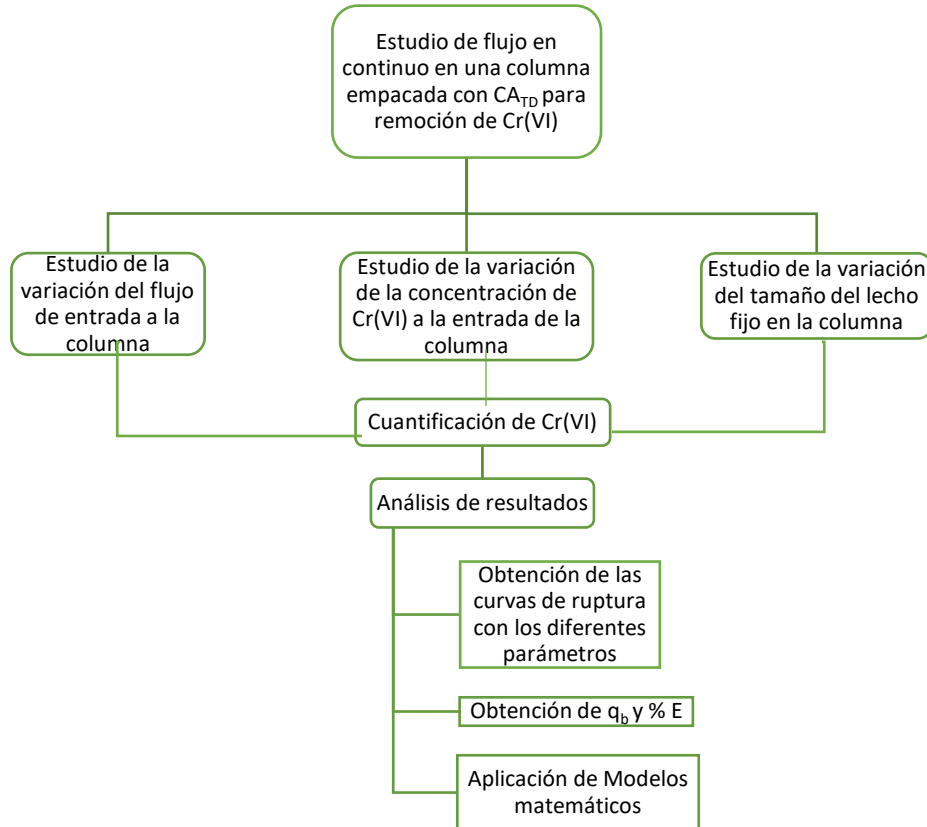 Estudio de flujo en
continuo en una columna
empacada con CA_TD para
remoción de Cr(VI)
Estudio de la
variación del flujo
de entrada a la
columna
Estudio de la variación
de la concentración de
Cr(VI) a la entrada de la
columna
Estudio de la variación
del tamaño del lecho
fijo en la columna
Cuantificación de Cr(VI)
Análisis de resultados
Obtención de las
curvas de ruptura
con los diferentes
parámetros
Obtención de q_b y % E
Aplicación de Modelos
matemáticos